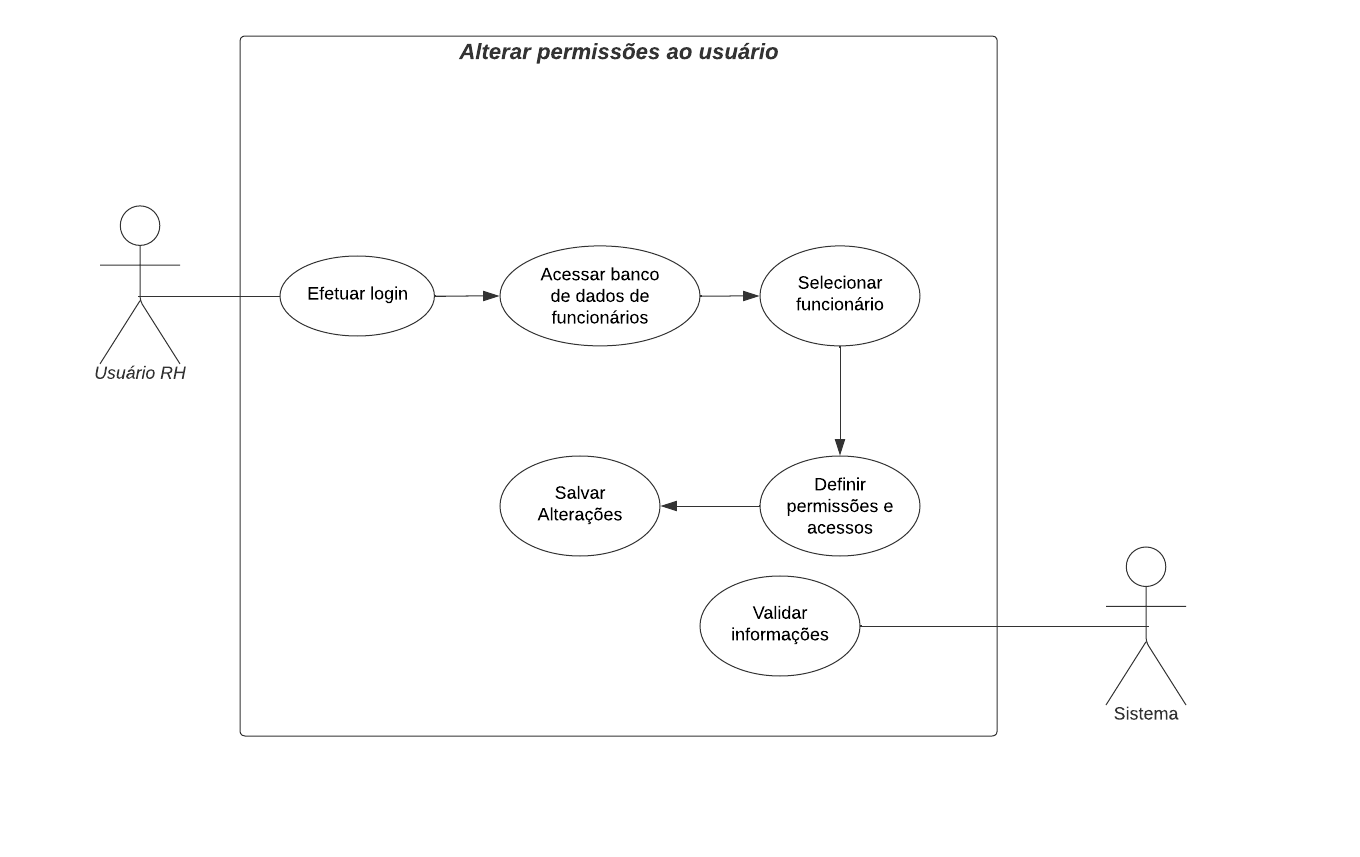 Alterar permissões ao usuário
Efetuar login
Acessar banco
de dados de
funcionários
Selecionar
funcionário
Usuário RH
Salvar
Alterações
Definir
permissões e
acessos
Validar
informações
Sistema